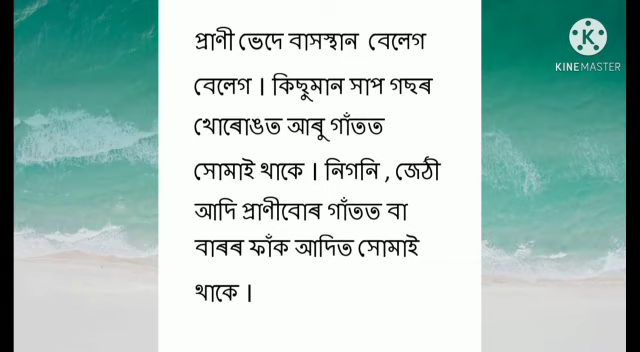 প্ৰাণী ভেদে বাসস্থান বেলেগ
বেলেগ । কিছুমান সাপ গছৰ
খোৰোঙত আৰু গাঁতত
সোমাই থাকে । নিগনি , জেঠী
আদি প্ৰাণীবোৰ গাঁতত বা
বাৰৰ ফাঁক আদিত সোমাই
থাকে ।
KINEMASTER